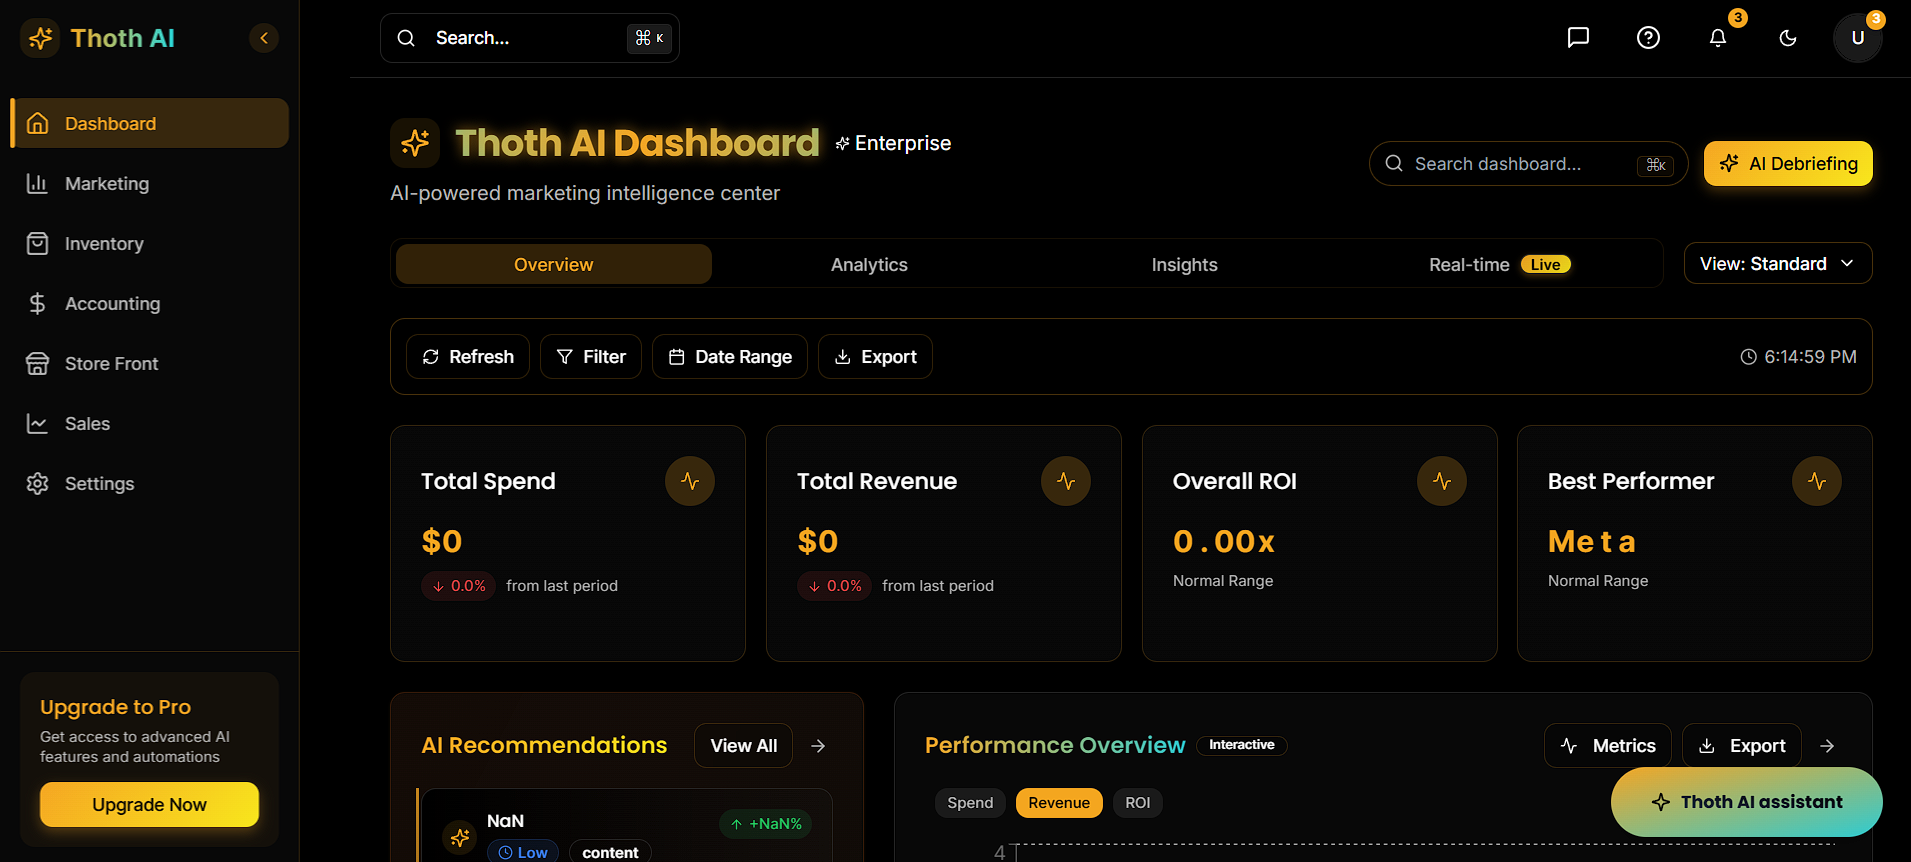 Thoth AI
Dashboard
Marketing
Inventory
Accounting
Store Front
Sales
Settings
Upgrade to Pro
Get access to advanced AI
features and automations
Upgrade Now
Search... ⌘ K
3
U 3
Thoth AI Dashboard Enterprise
AI-powered marketing intelligence center
Search dashboard... ⌘K
AI Debriefing
Overview Analytics Insights Real-time Live
View: Standard
Refresh Filter Date Range Export
6:14:59 PM
Total Spend
$0
0.0% from last period
Total Revenue
$0
0.0% from last period
Overall ROI
0.00x
Normal Range
Best Performer
Meta
Normal Range
AI Recommendations View All
NaN
+NaN%
Low content
Performance Overview Interactive
Metrics Export
Spend Revenue ROI
4
Thoth AI assistant